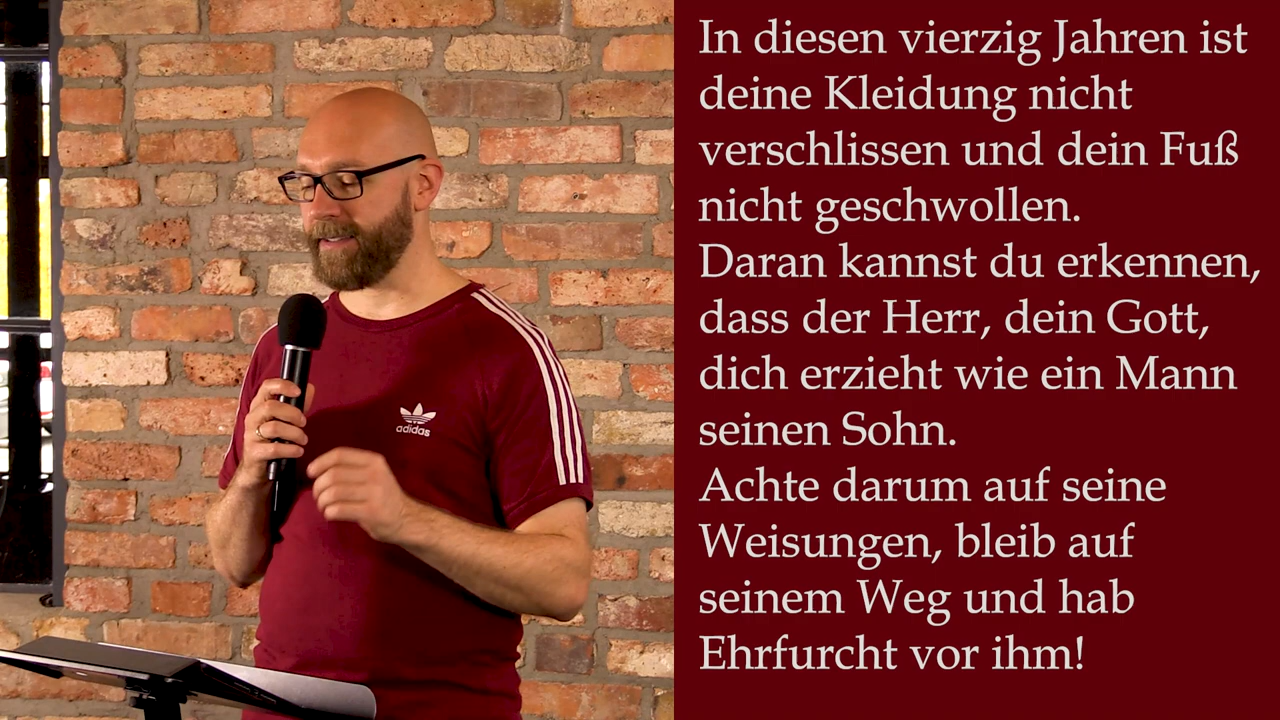 In diesen vierzig Jahren ist
deine Kleidung nicht
verschlissen und dein Fuß
nicht geschwollen.
Daran kannst du erkennen,
dass der Herr, dein Gott,
dich erzieht wie ein Mann
seinen Sohn.
Achte darum auf seine
Weisungen, bleib auf
seinem Weg und hab
Ehrfurcht vor ihm!
adidas